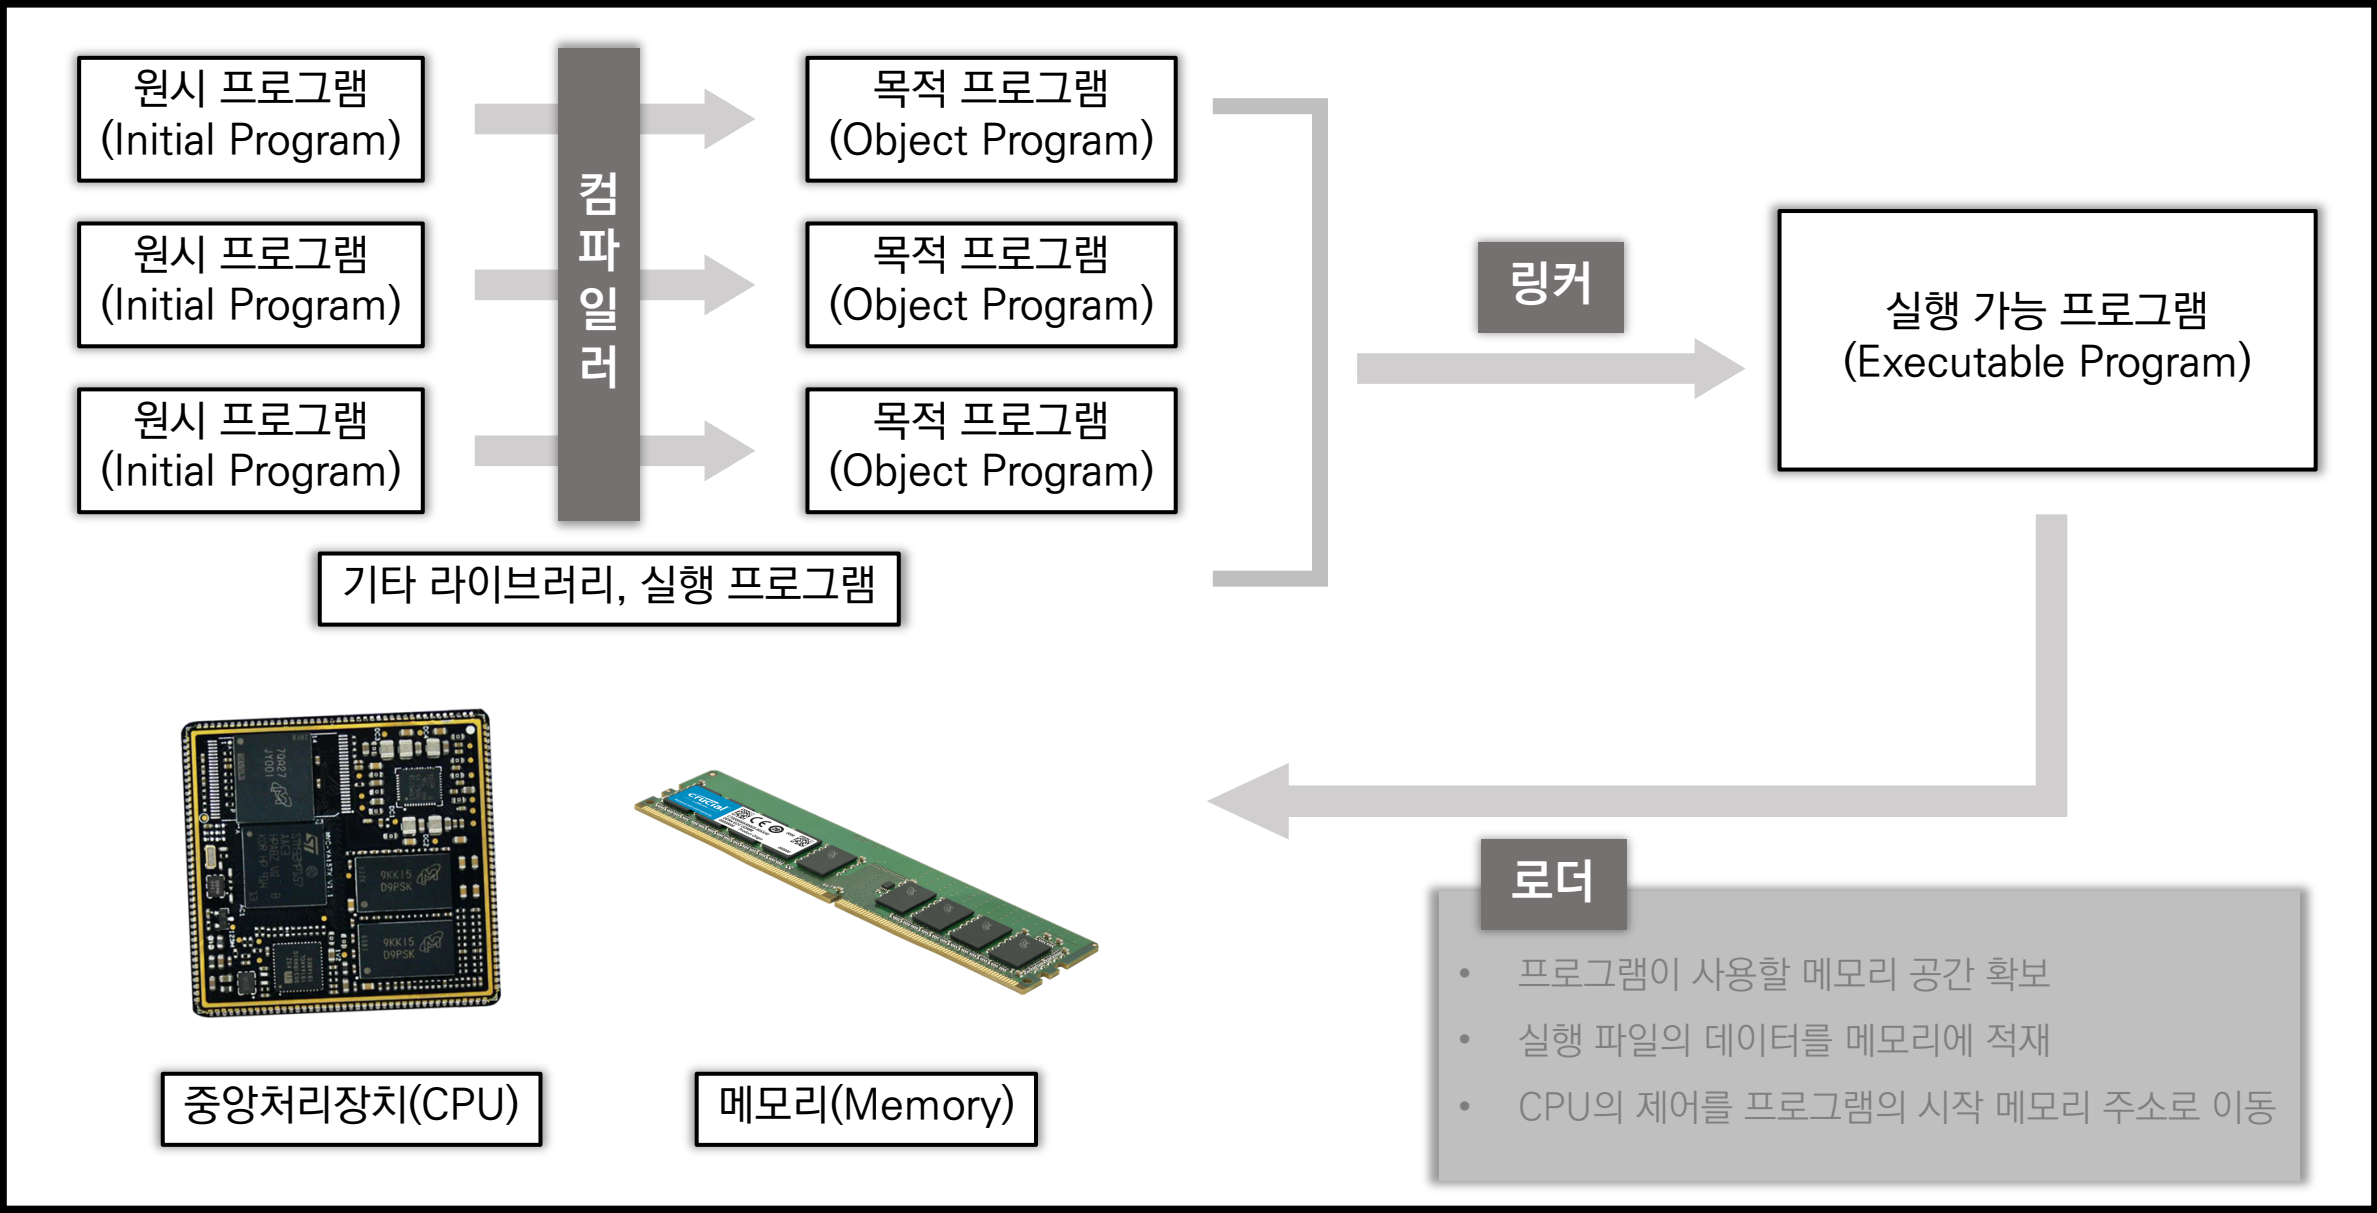 원시 프로그램
(Initial Program)
목적 프로그램
(Object Program)
원시 프로그램
(Initial Program)
목적 프로그램
(Object Program)
원시 프로그램
(Initial Program)
목적 프로그램
(Object Program)
컴
파
일
러
기타 라이브러리, 실행 프로그램
링커
실행 가능 프로그램
(Executable Program)
7QA27
JY001
9KK15
D9PSK
9KK15
D9PSK
crucial
중앙처리장치(CPU)
메모리(Memory)
로더
• 프로그램이 사용할 메모리 공간 확보
• 실행 파일의 데이터를 메모리에 적재
• CPU의 제어를 프로그램의 시작 메모리 주소로 이동